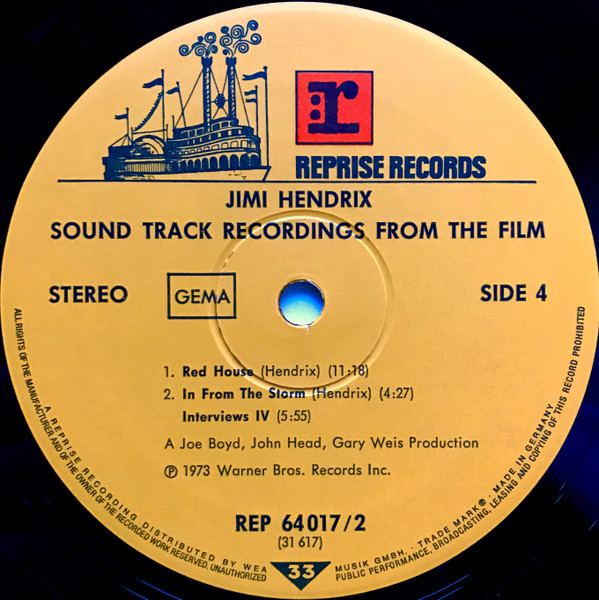 r
REPRISE RECORDS
JIMI HENDRIX
SOUND TRACK RECORDINGS FROM THE FILM
STEREO GEMA SIDE 4
1. Red House (Hendrix) (11:18)
2. In From The Storm (Hendrix) (4:27)
Interviews IV (5:55)
A Joe Boyd, John Head, Gary Weis Production
℗ 1973 Warner Bros. Records Inc.
REP 64017/2
(31 617)
33
A REPRISE RECORDING DISTRIBUTED BY WEA MUSIK GMBH. · TRADE MARK® · MADE IN GERMANY
ALL RIGHTS OF THE MANUFACTURER AND OF THE OWNER OF THE RECORDED WORK RESERVED. UNAUTHORIZED PUBLIC PERFORMANCE, BROADCASTING, LEASING AND COPYING OF THIS RECORD PROHIBITED